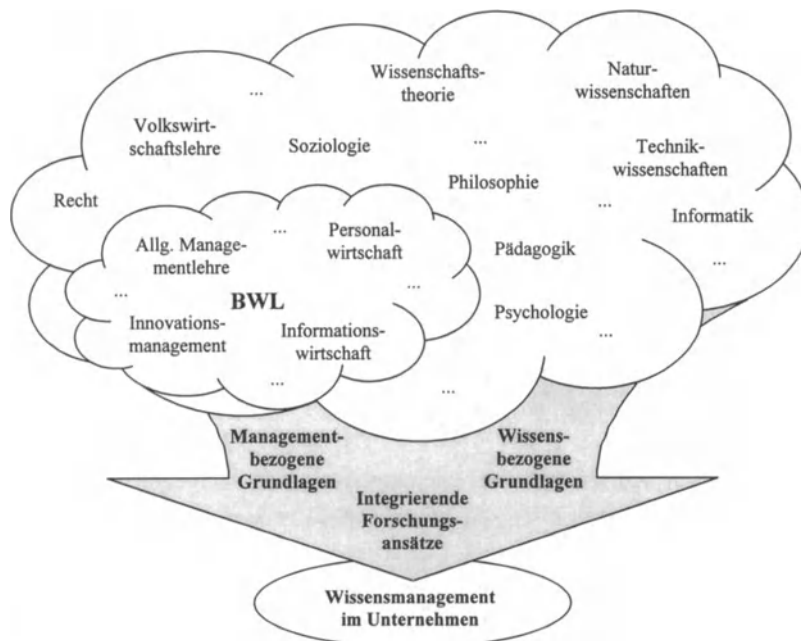 Wissenschafts-
theorie
Natur-
wissenschaften
...
Volkswirt-
schaftslehre
Soziologie
...
Technik-
wissenschaften
Philosophie
...
Recht
Informatik
...
Personal-
wirtschaft
Allg. Manage-
mentlehre
Pädagogik
...
...
...
BWL
Psychologie
...
Innovations-
management
Informations-
wirtschaft
...
...
Management-
bezogene
Grundlagen
Wissens-
bezogene
Grundlagen
Integrierende
Forschungs-
ansätze
Wissensmanagement
im Unternehmen